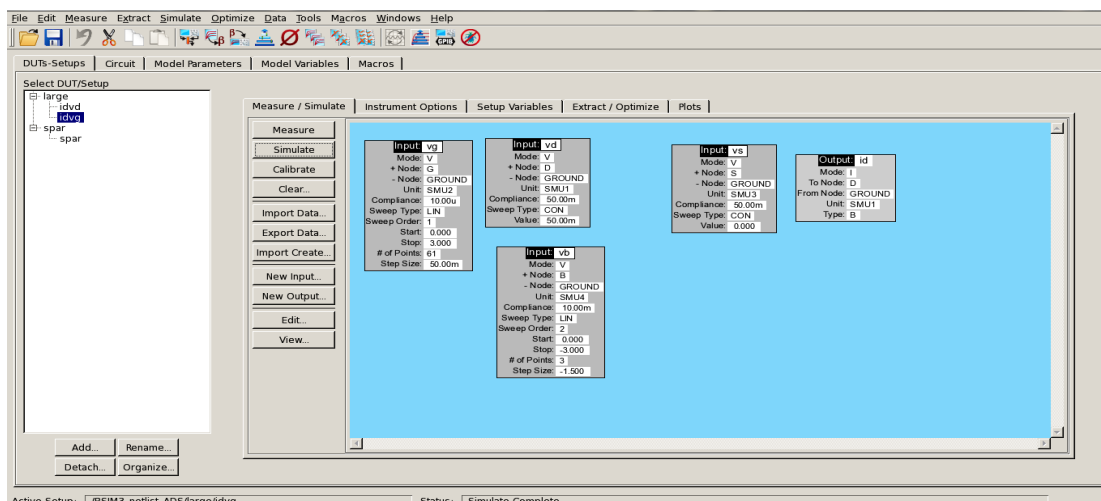 File Edit Measure Extract Simulate Optimize Data Tools Macros Windows Help
DUTs-Setups Circuit Model Parameters Model Variables Macros
Select DUT/Setup
large
idvd
idvg
spar
spar
Add... Rename...
Detach... Organize...
Measure / Simulate Instrument Options Setup Variables Extract / Optimize Plots
Measure
Simulate
Calibrate
Clear...
Import Data...
Export Data...
Import Create...
New Input...
New Output...
Edit...
View...
Input: vg
Mode: V
+ Node: G
- Node: GROUND
Unit: SMU2
Compliance: 10.00u
Sweep Type: LIN
Sweep Order: 1
Start: 0.000
Stop: 3.000
# of Points: 61
Step Size: 50.00m
Input: vd
Mode: V
+ Node: D
- Node: GROUND
Unit: SMU1
Compliance: 50.00m
Sweep Type: CON
Value: 50.00m
Input: vb
Mode: V
+ Node: B
- Node: GROUND
Unit: SMU4
Compliance: 10.00m
Sweep Type: LIN
Sweep Order: 2
Start: 0.000
Stop: -3.000
# of Points: 3
Step Size: -1.500
Input: vs
Mode: V
+ Node: S
- Node: GROUND
Unit: SMU3
Compliance: 50.00m
Sweep Type: CON
Value: 0.000
Output: id
Mode: I
To Node: D
From Node: GROUND
Unit: SMU1
Type: B
Active Setup: /BSIM3_netlist_ADS/large/idvg Status: Simulate Complete